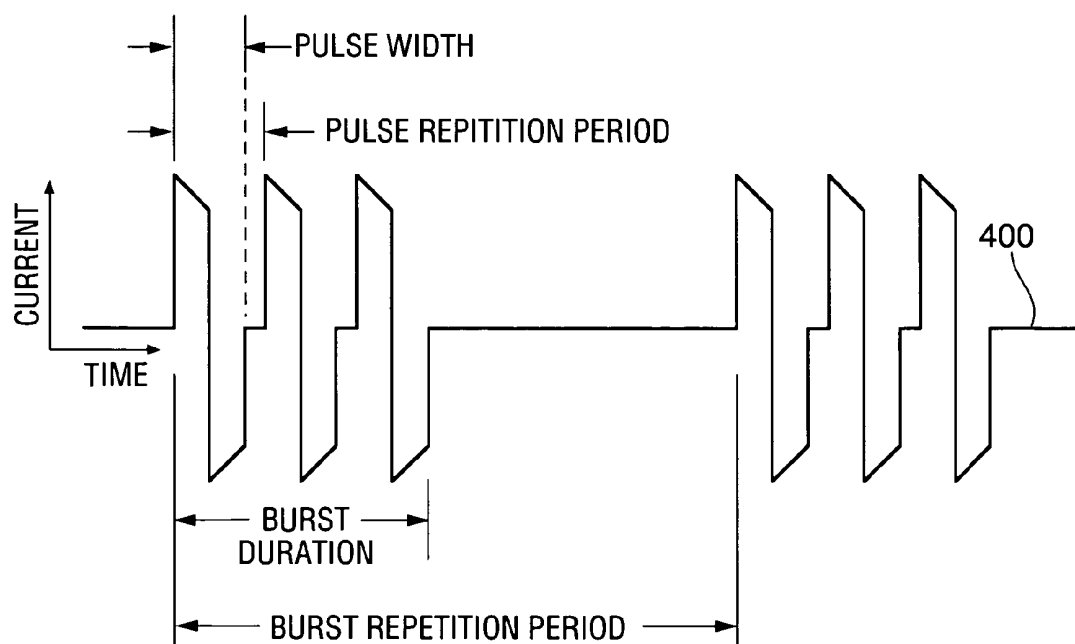 PULSE WIDTH
PULSE REPITITION PERIOD
CURRENT
400
TIME
BURST
DURATION
BURST REPETITION PERIOD